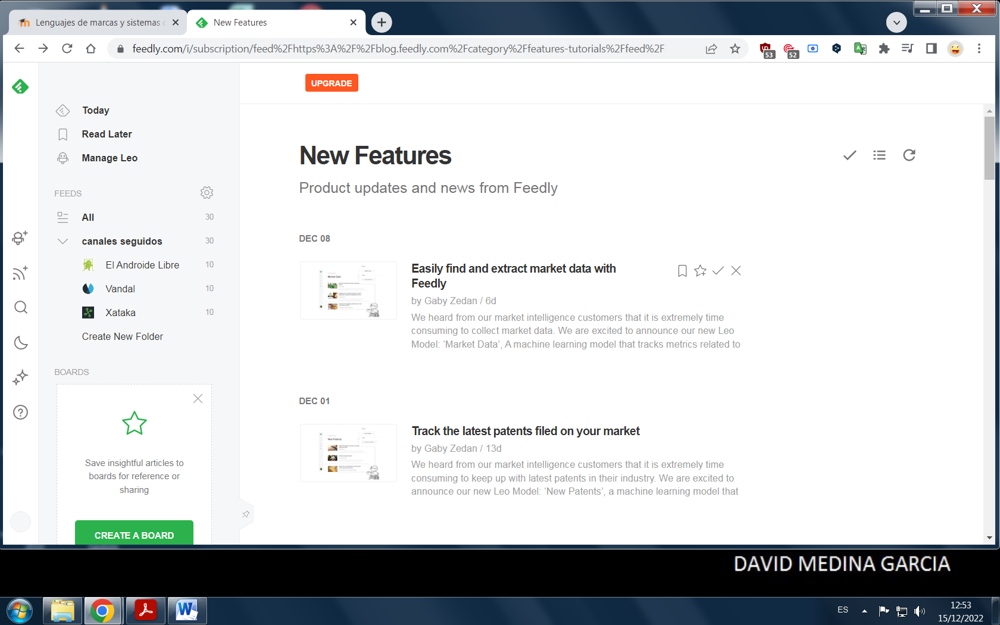 Lenguajes de marcas y sistemas
New Features
feedly.com/i/subscription/feed%2Fhttps%3A%2F%2Fblog.feedly.com%2Fcategory%2Ffeatures-tutorials%2Ffeed%2F
53
52
UPGRADE
Today
Read Later
Manage Leo
FEEDS
All 30
canales seguidos 30
El Androide Libre 10
Vandal 10
Xataka 10
Create New Folder
BOARDS
Save insightful articles to
boards for reference or
sharing
CREATE A BOARD
New Features
Product updates and news from Feedly
DEC 08
Market Data
Easily find and extract market data with
Feedly
by Gaby Zedan / 6d
We heard from our market intelligence customers that it is extremely time
consuming to collect market data. We are excited to announce our new Leo
Model: ‘Market Data’, A machine learning model that tracks metrics related to
DEC 01
New Patents
Track the latest patents filed on your market
by Gaby Zedan / 13d
We heard from our market intelligence customers that it is extremely time
consuming to keep up with latest patents in their industry. We are excited to
announce our new Leo Model: ‘New Patents’, a machine learning model that
DAVID MEDINA GARCIA
ES
12:53
15/12/2022